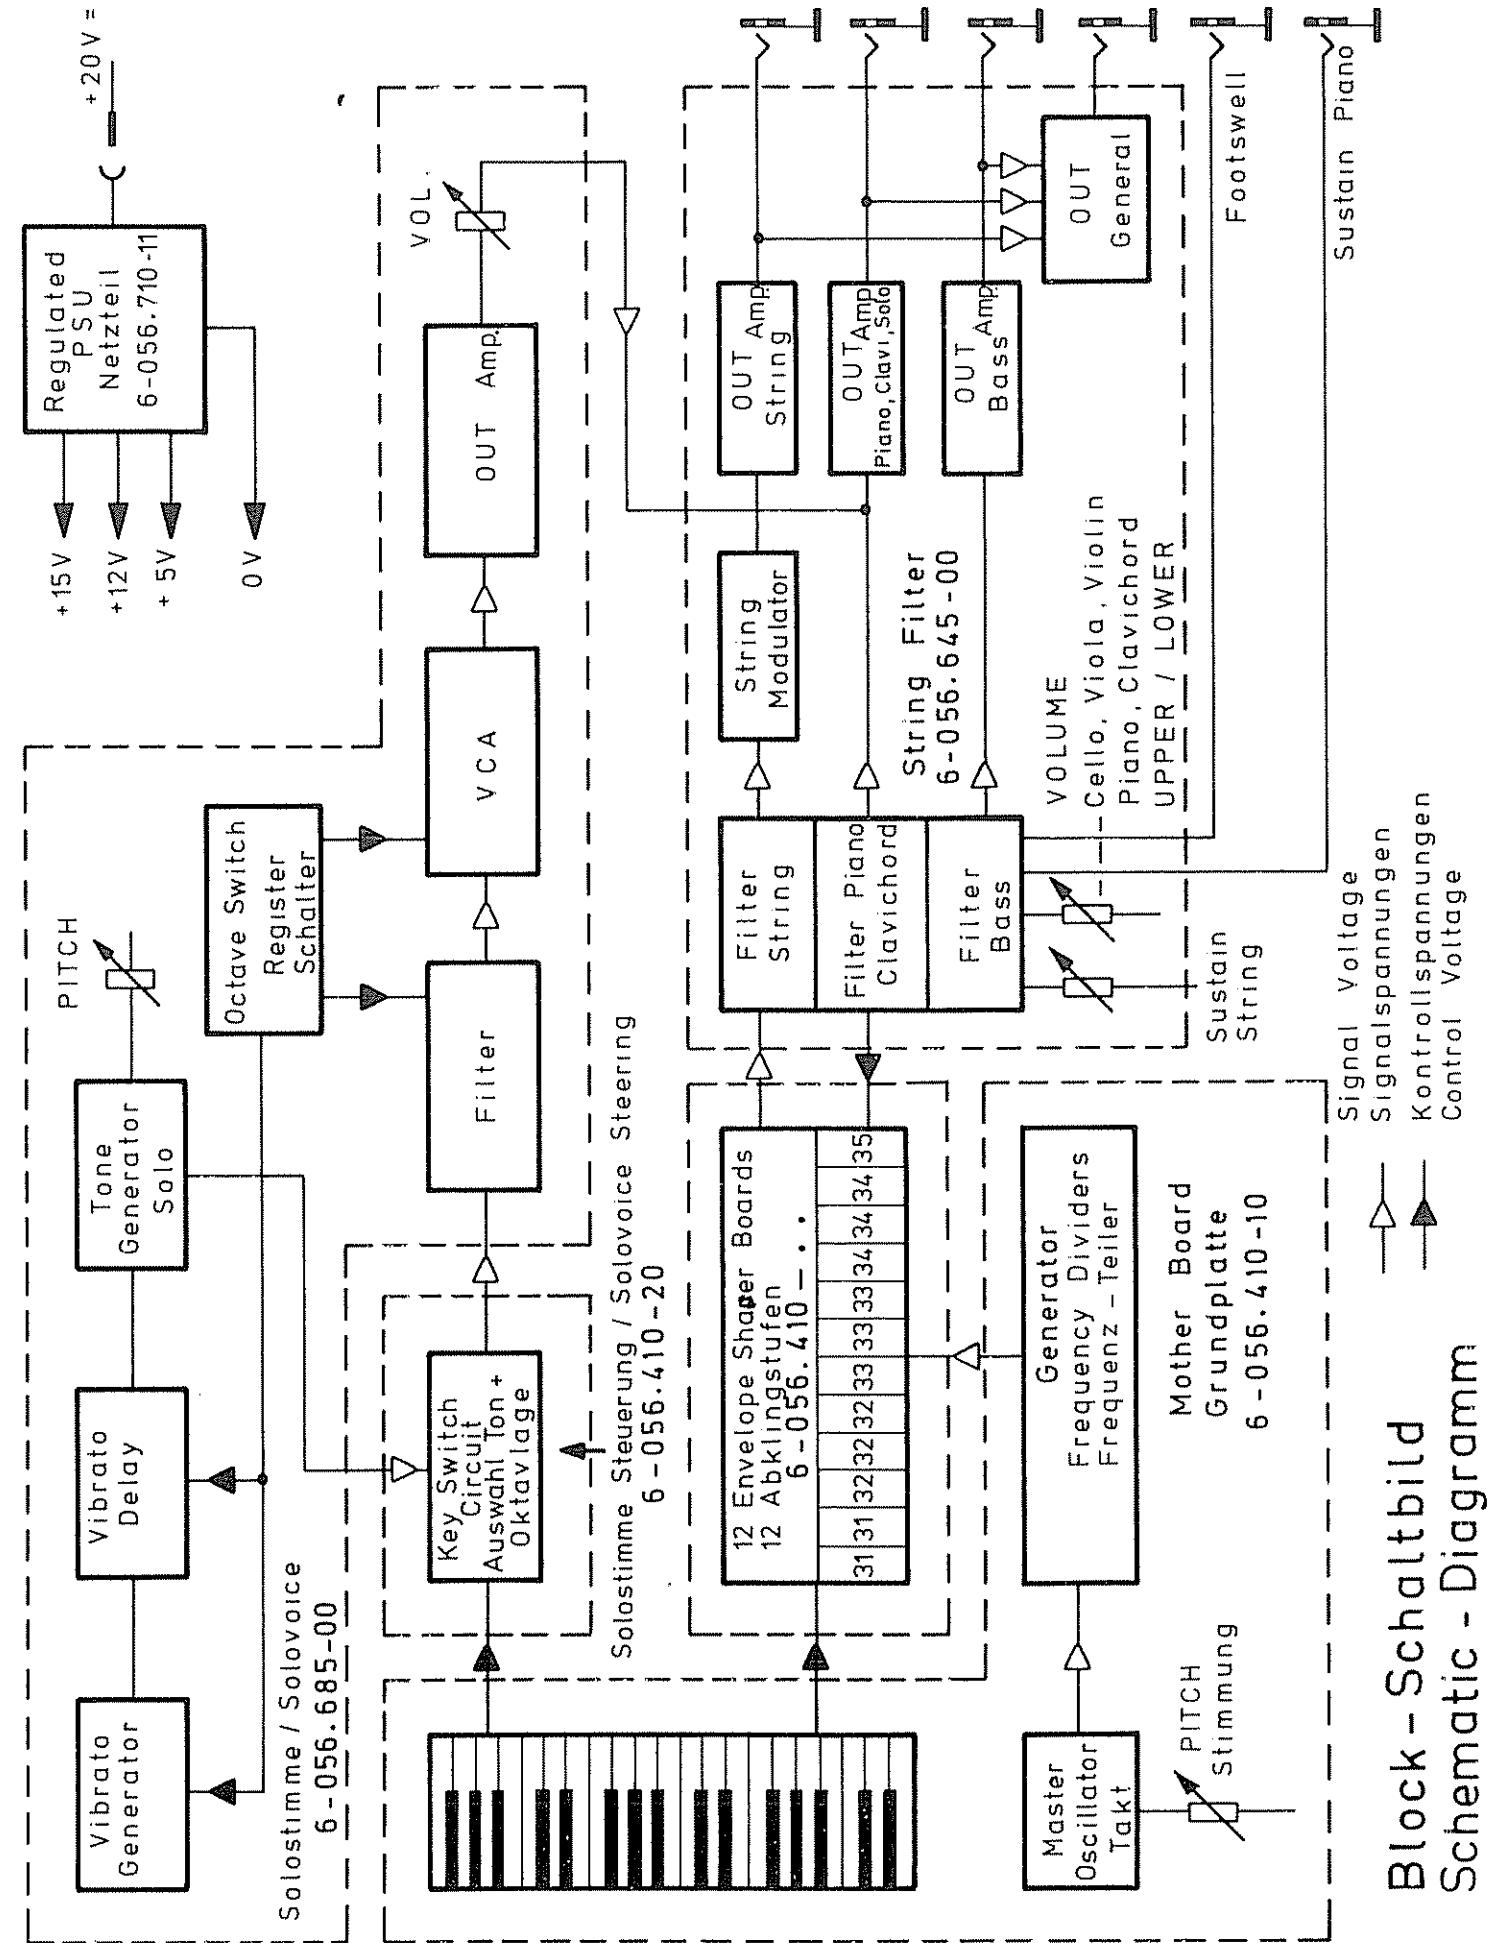 Block-Schaltbild
Schematic - Diagramm
Vibrato
Generator
Vibrato
Delay
Tone
Generator
Solo
PITCH
Octave Switch
Register
Schalter
Solostimme / Solovoice
6-056.685-00
Regulated
PSU
Netzteil
6-056.710-11
+20V =
+15V
+12V
+5V
0V
Key Switch
Circuit
Auswahl Ton +
Oktavlage
Filter
VCA
OUT Amp.
VOL.
Solostimme Steuerung / Solovoice Steering
6-056.410-20
12 Envelope Shaper Boards
12 Abklingstufen
6-056.410-..
31 31 32 32 32 33 33 33 34 34 34 35
Filter
String
Filter Piano
Clavichord
Filter
Bass
String
Modulator
OUT Amp.
String
OUT Amp
Piano, Clavi, Solo
OUT Amp.
Bass
OUT
General
String Filter
6-056.645-00
VOLUME
Cello, Viola, Violin
Piano, Clavichord
UPPER / LOWER
Sustain
String
Footswell
Sustain Piano
Master
Oscillator
Takt
PITCH
Stimmung
Generator
Frequency Dividers
Frequenz - Teiler
Mother Board
Grundplatte
6-056.410-10
Signal Voltage
Signalspannungen
Kontrollspannungen
Control Voltage